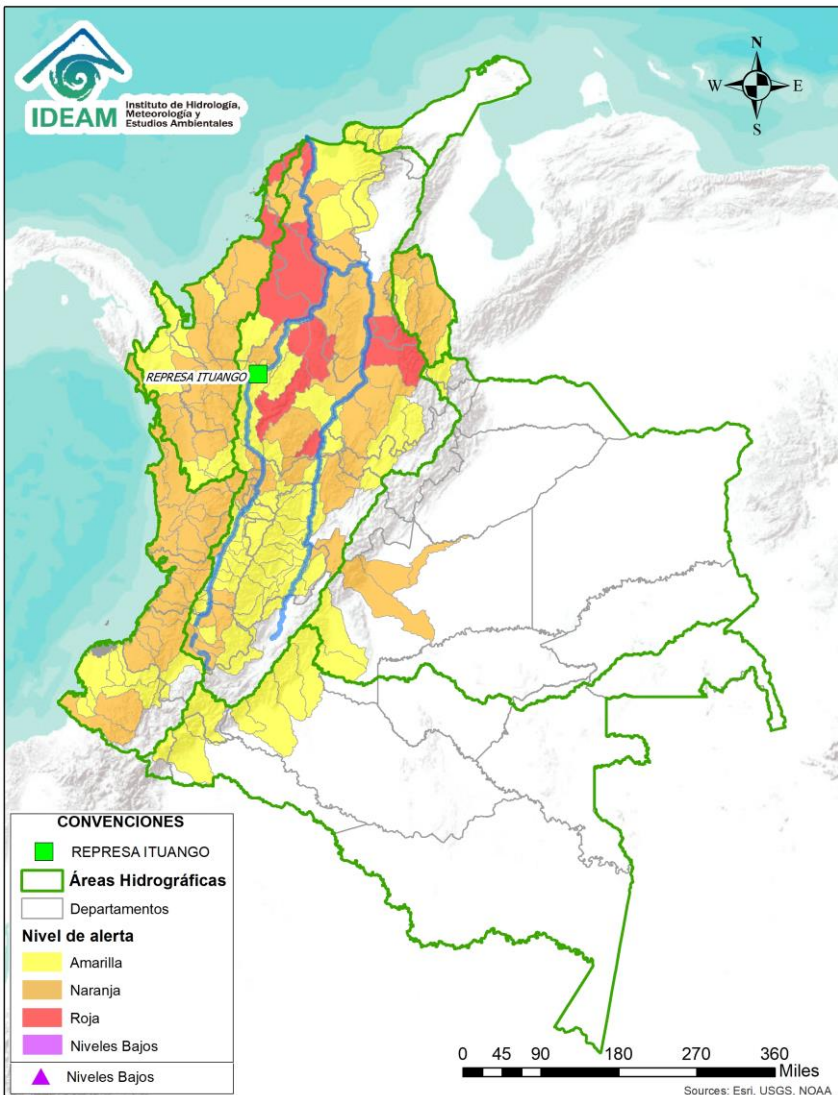 IDEAM
Instituto de Hidrología,
Meteorología y
Estudios Ambientales
N
W
E
S
REPRESA ITUANGO
CONVENCIONES
REPRESA ITUANGO
Áreas Hidrográficas
Departamentos
Nivel de alerta
Amarilla
Naranja
Roja
Niveles Bajos
Niveles Bajos
0 45 90 180 270 360
Miles
Sources: Esri, USGS, NOAA